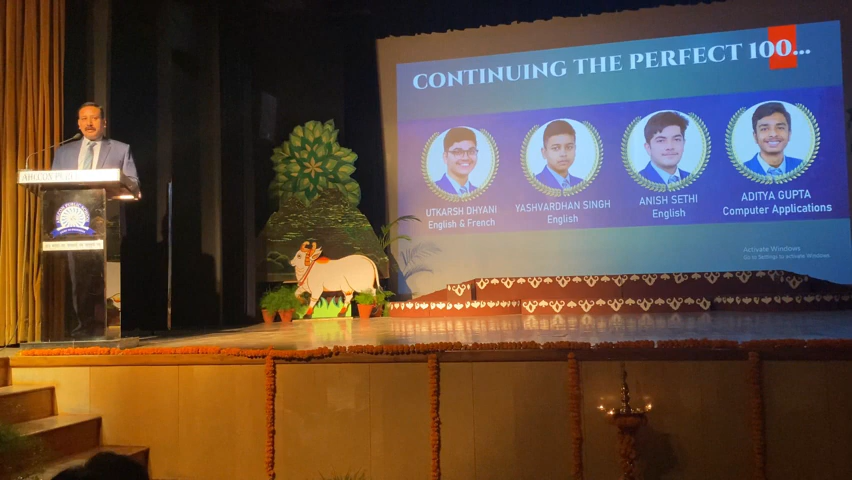 CONTINUING THE PERFECT 100...
UTKARSH DHYANI
English & French
YASHVARDHAN SINGH
English
ANISH SETHI
English
ADITYA GUPTA
Computer Applications
Activate Windows
Go to Settings to activate Windows.